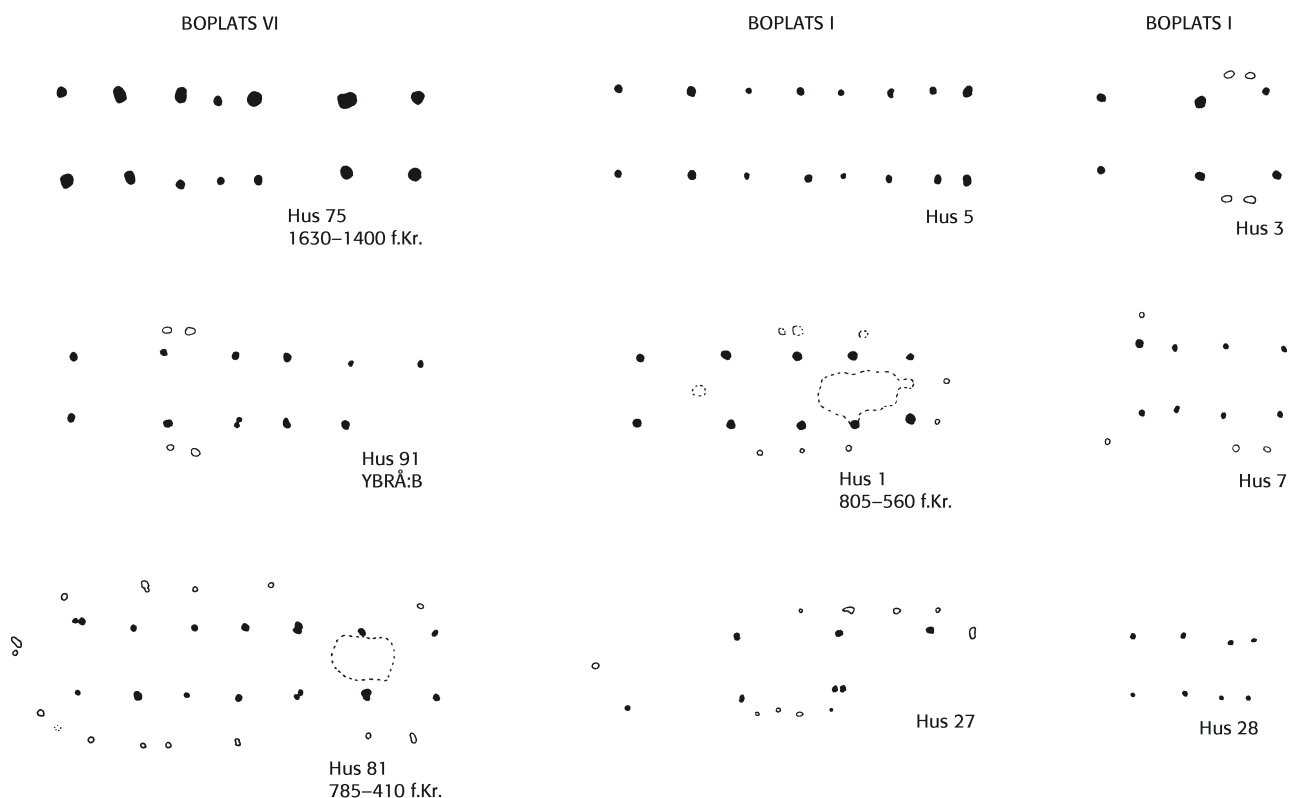 BOPLATS VI
BOPLATS I
BOPLATS I
Hus 75
1630–1400 f.Kr.
Hus 5
Hus 3
Hus 91
YBRÅ:B
Hus 1
805–560 f.Kr.
Hus 7
Hus 81
785–410 f.Kr.
Hus 27
Hus 28